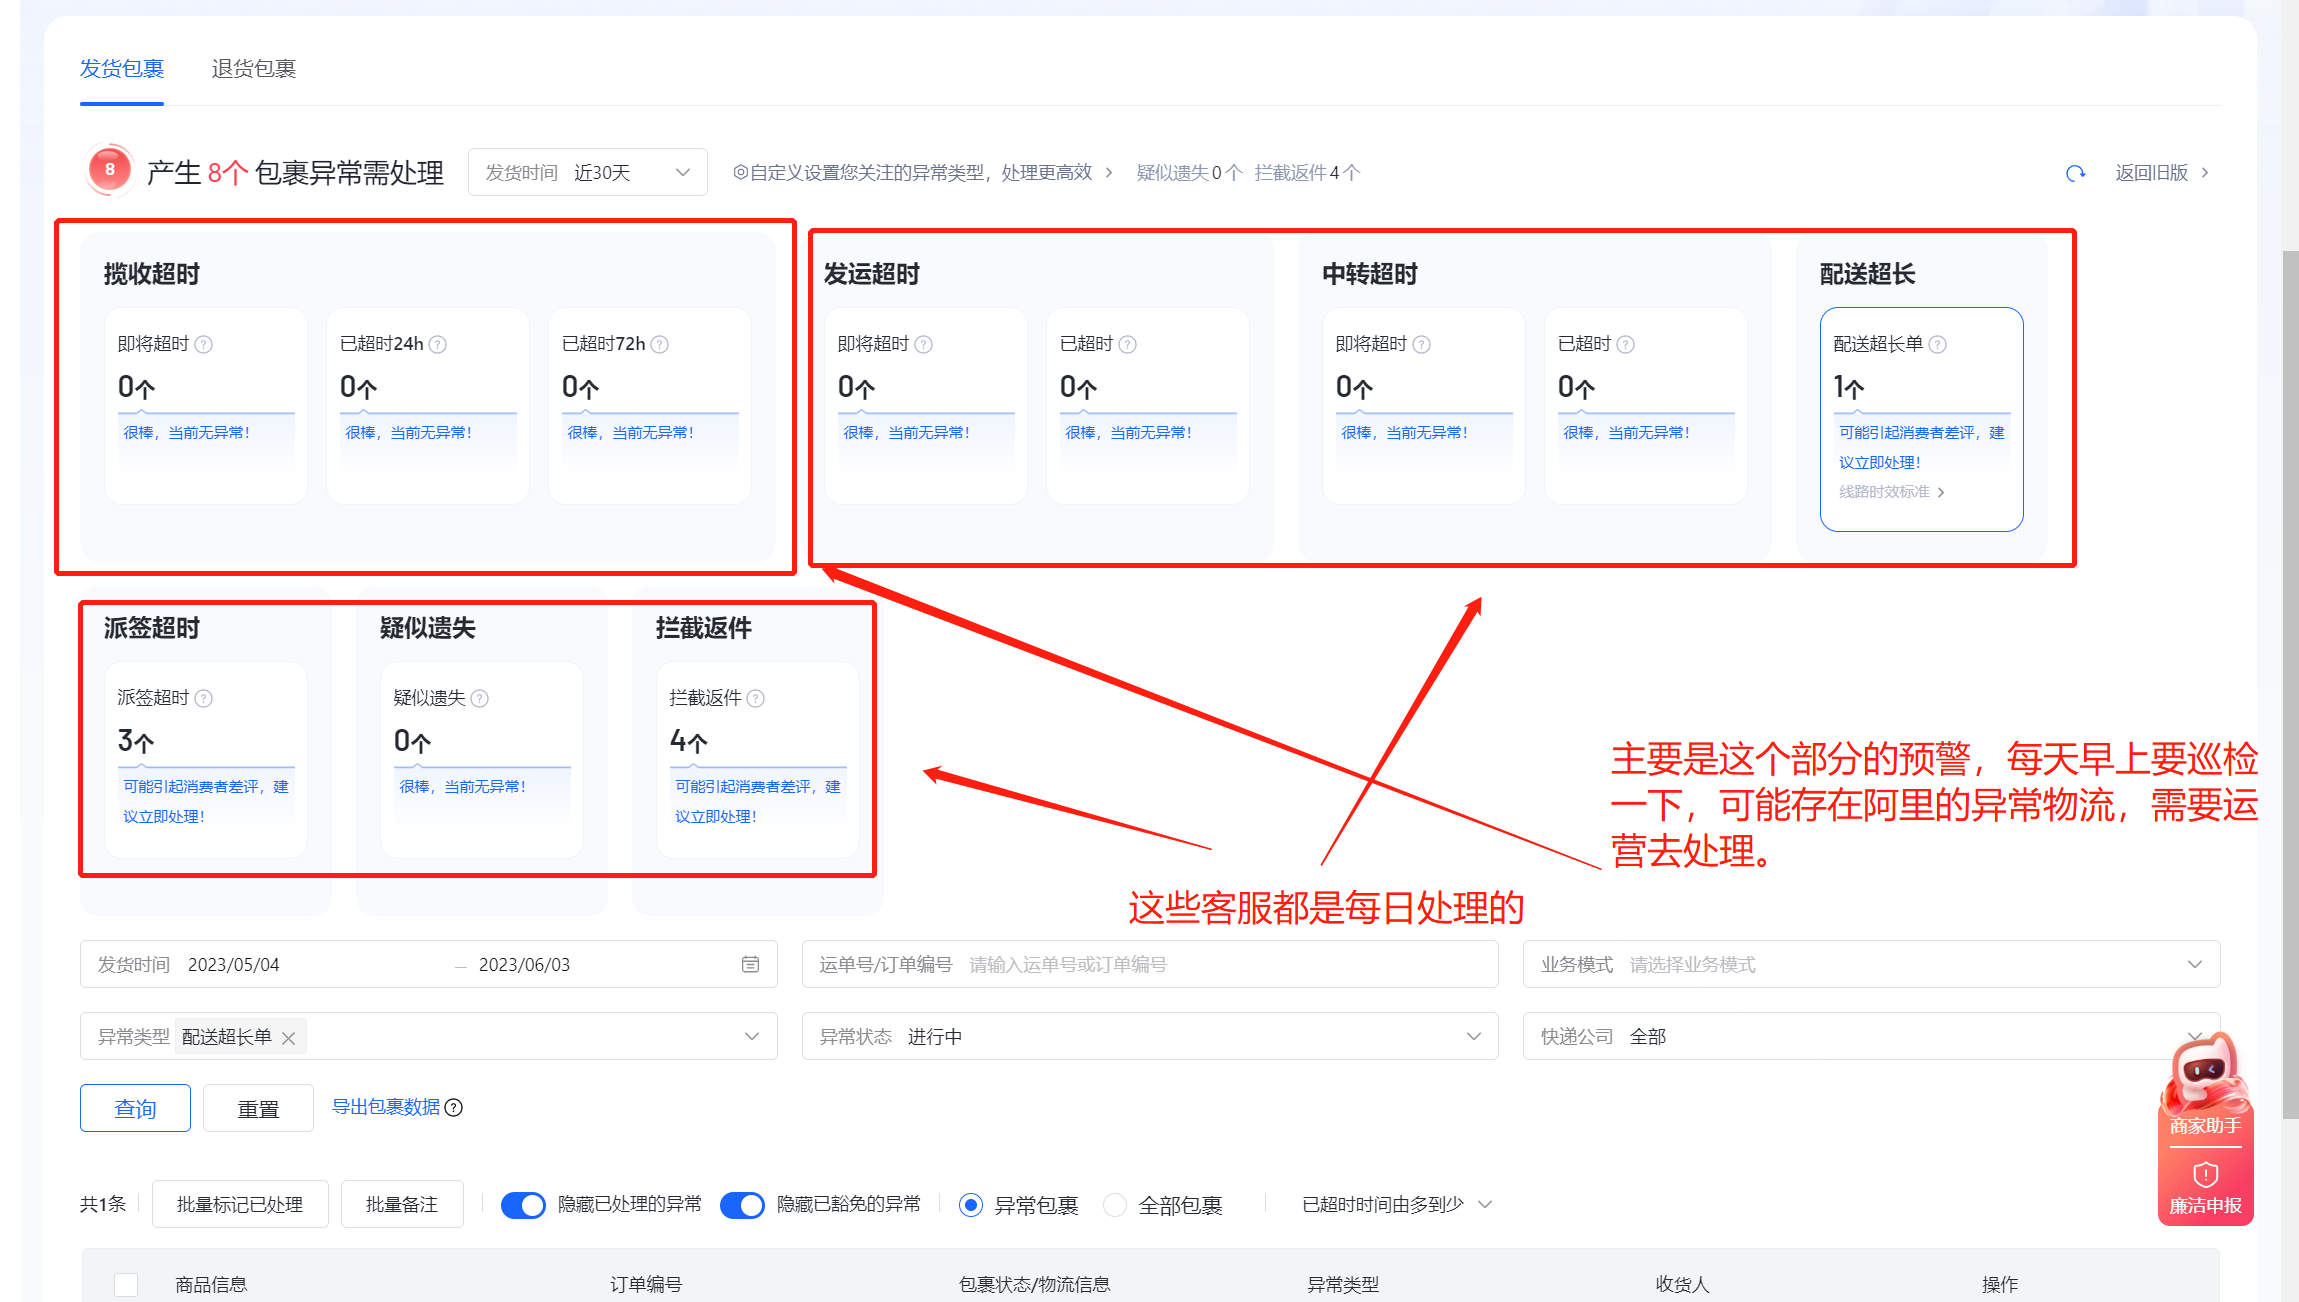 发货包裹 退货包裹
8 产生 8个 包裹异常需处理 发货时间 近30天 自定义设置您关注的异常类型，处理更高效 > 疑似遗失 0 个 拦截返件 4 个 返回旧版 >
揽收超时 发运超时 中转超时 配送超长
即将超时 ? 已超时24h ? 已超时72h ? 即将超时 ? 已超时 ? 即将超时 ? 已超时 ? 配送超长单 ?
0个 0个 0个 0个 0个 0个 0个 1个
很棒，当前无异常！ 很棒，当前无异常！ 很棒，当前无异常！ 很棒，当前无异常！ 很棒，当前无异常！ 很棒，当前无异常！ 很棒，当前无异常！ 可能引起消费者差评，建
议立即处理！
线路时效标准 >
派签超时 疑似遗失 拦截返件
派签超时 ? 疑似遗失 ? 拦截返件 ?
3个 0个 4个
可能引起消费者差评，建 很棒，当前无异常！ 可能引起消费者差评，建
议立即处理！ 议立即处理！
主要是这个部分的预警，每天早上要巡检
一下，可能存在阿里的异常物流，需要运
营去处理。
这些客服都是每日处理的
发货时间 2023/05/04 – 2023/06/03 运单号/订单编号 请输入运单号或订单编号 业务模式 请选择业务模式
异常类型 配送超长单 × 异常状态 进行中 快递公司 全部
查询 重置 导出包裹数据 ?
商家助手
廉洁申报
共1条 批量标记已处理 批量备注 隐藏已处理的异常 隐藏已豁免的异常 异常包裹 全部包裹 已超时时间由多到少
商品信息 订单编号 包裹状态/物流信息 异常类型 收货人 操作